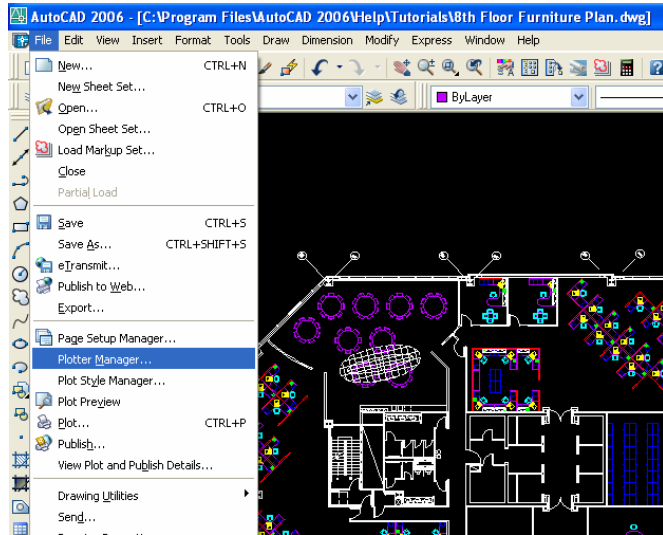 AutoCAD 2006 - [C:\Program Files\AutoCAD 2006\Help\Tutorials\8th Floor Furniture Plan.dwg]
File Edit View Insert Format Tools Draw Dimension Modify Express Window Help
New... CTRL+N
New Sheet Set...
Open... CTRL+O
Open Sheet Set...
Load Markup Set...
Close
Partial Load
Save CTRL+S
Save As... CTRL+SHIFT+S
eTransmit...
Publish to Web...
Export...
Page Setup Manager...
Plotter Manager...
Plot Style Manager...
Plot Preview
Plot... CTRL+P
Publish...
View Plot and Publish Details...
Drawing Utilities
Send...
ByLayer